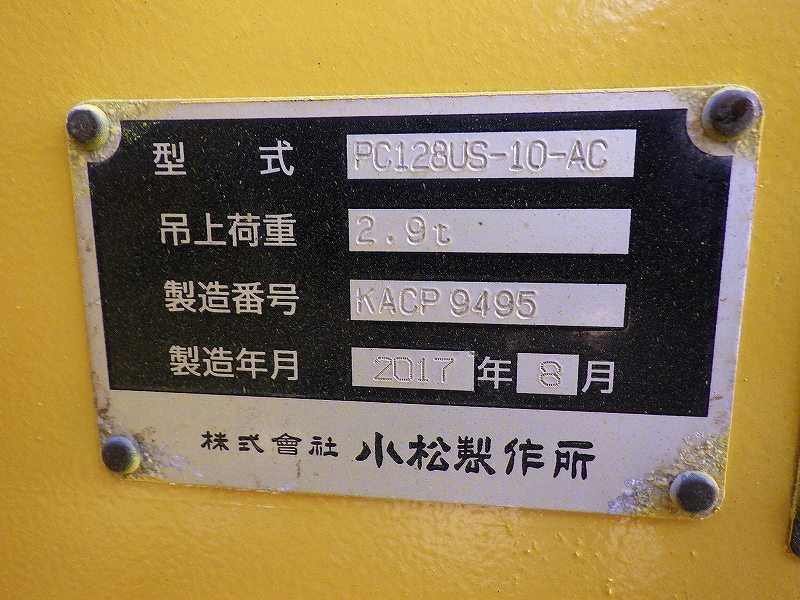 型 式 PC128US-10-AC
吊上荷重 2.9t
製造番号 KACP 9495
製造年月 2017 年 8 月
株式會社 小松製作所